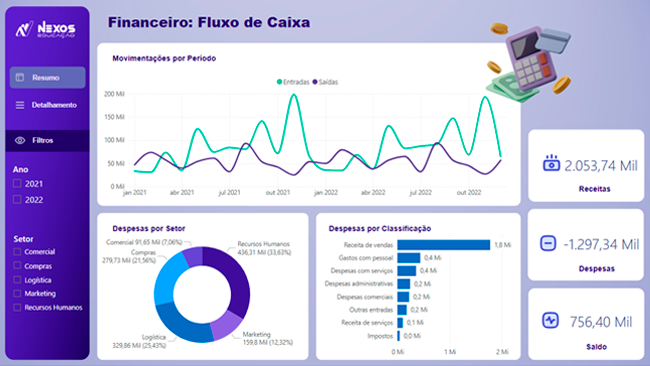 NEXOS
EDUCAÇÃO
Financeiro: Fluxo de Caixa
Resumo
Detalhamento
Filtros
Ano
2021
2022
Setor
Comercial
Compras
Logística
Marketing
Recursos Humanos
Movimentações por Período
Entradas Saídas
200 Mil
150 Mil
100 Mil
50 Mil
0 Mil
jan 2021 abr 2021 jul 2021 out 2021 jan 2022 abr 2022 jul 2022 out 2022
Despesas por Setor
Comercial 91,65 Mil (7,06%)
Recursos Humanos
436,31 Mil (33,63%)
Compras
279,73 Mil (21,56%)
Logística
329,86 Mil (25,43%)
Marketing
159,8 Mil (12,32%)
Despesas por Classificação
Receita de vendas 1,8 Mi
Gastos com pessoal 0,4 Mi
Despesas com serviços 0,4 Mi
Despesas administrativas 0,2 Mi
Despesas comerciais 0,2 Mi
Outras entradas 0,2 Mi
Receita de serviços 0,1 Mi
Impostos 0,0 Mi
0 Mi 1 Mi 2 Mi
2.053,74 Mil
Receitas
-1.297,34 Mil
Despesas
756,40 Mil
Saldo